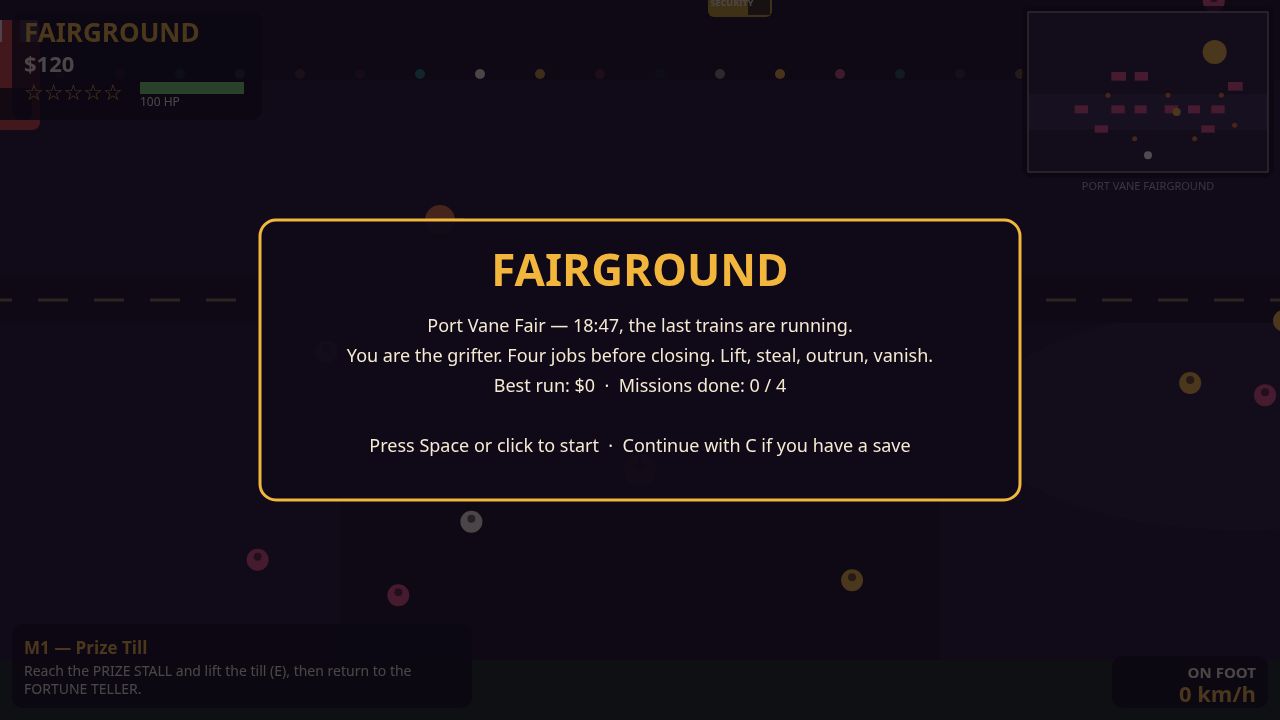 SECURITY
FAIRGROUND
$120
☆☆☆☆☆
100 HP
PORT VANE FAIRGROUND
FAIRGROUND
Port Vane Fair — 18:47, the last trains are running.
You are the grifter. Four jobs before closing. Lift, steal, outrun, vanish.
Best run: $0 · Missions done: 0 / 4
Press Space or click to start · Continue with C if you have a save
M1 — Prize Till
Reach the PRIZE STALL and lift the till (E), then return to the
FORTUNE TELLER.
ON FOOT
0 km/h